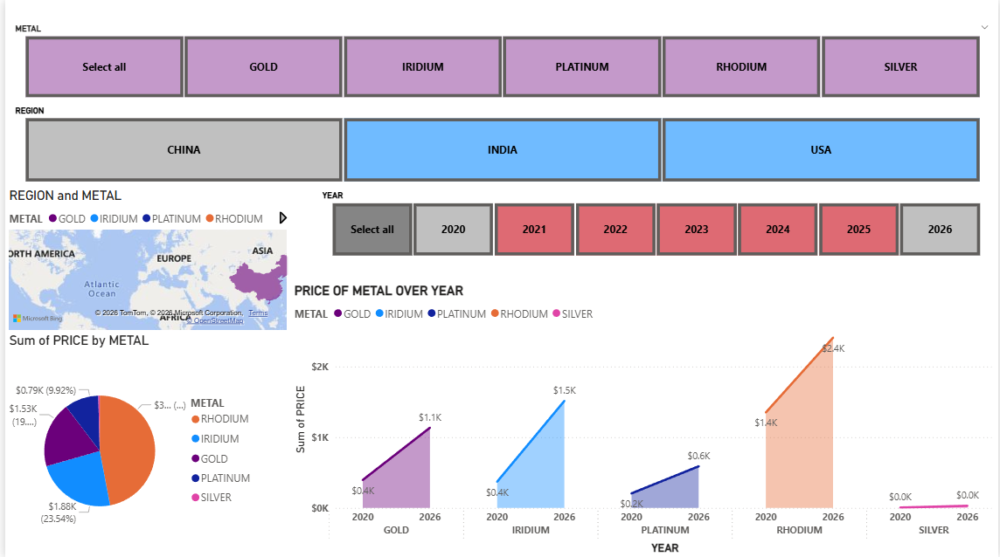 METAL
Select all GOLD IRIDIUM PLATINUM RHODIUM SILVER
REGION
CHINA INDIA USA
REGION and METAL
METAL GOLD IRIDIUM PLATINUM RHODIUM
ORTH AMERICA
EUROPE
ASIA
Atlantic
Ocean
AFRICA
Microsoft Bing
© 2026 TomTom, © 2026 Microsoft Corporation, Terms
© OpenStreetMap
YEAR
Select all 2020 2021 2022 2023 2024 2025 2026
Sum of PRICE by METAL
$0.79K (9.92%)
$1.53K
(19....)
$3... (...)
$1.88K
(23.54%)
METAL
RHODIUM
IRIDIUM
GOLD
PLATINUM
SILVER
PRICE OF METAL OVER YEAR
METAL GOLD IRIDIUM PLATINUM RHODIUM SILVER
Sum of PRICE
$2K
$1K
$0K
$0.4K $1.1K
$0.4K $1.5K
$0.2K $0.6K
$1.4K $2.4K
$0.0K $0.0K
2020 2026 2020 2026 2020 2026 2020 2026 2020 2026
GOLD IRIDIUM PLATINUM RHODIUM SILVER
YEAR